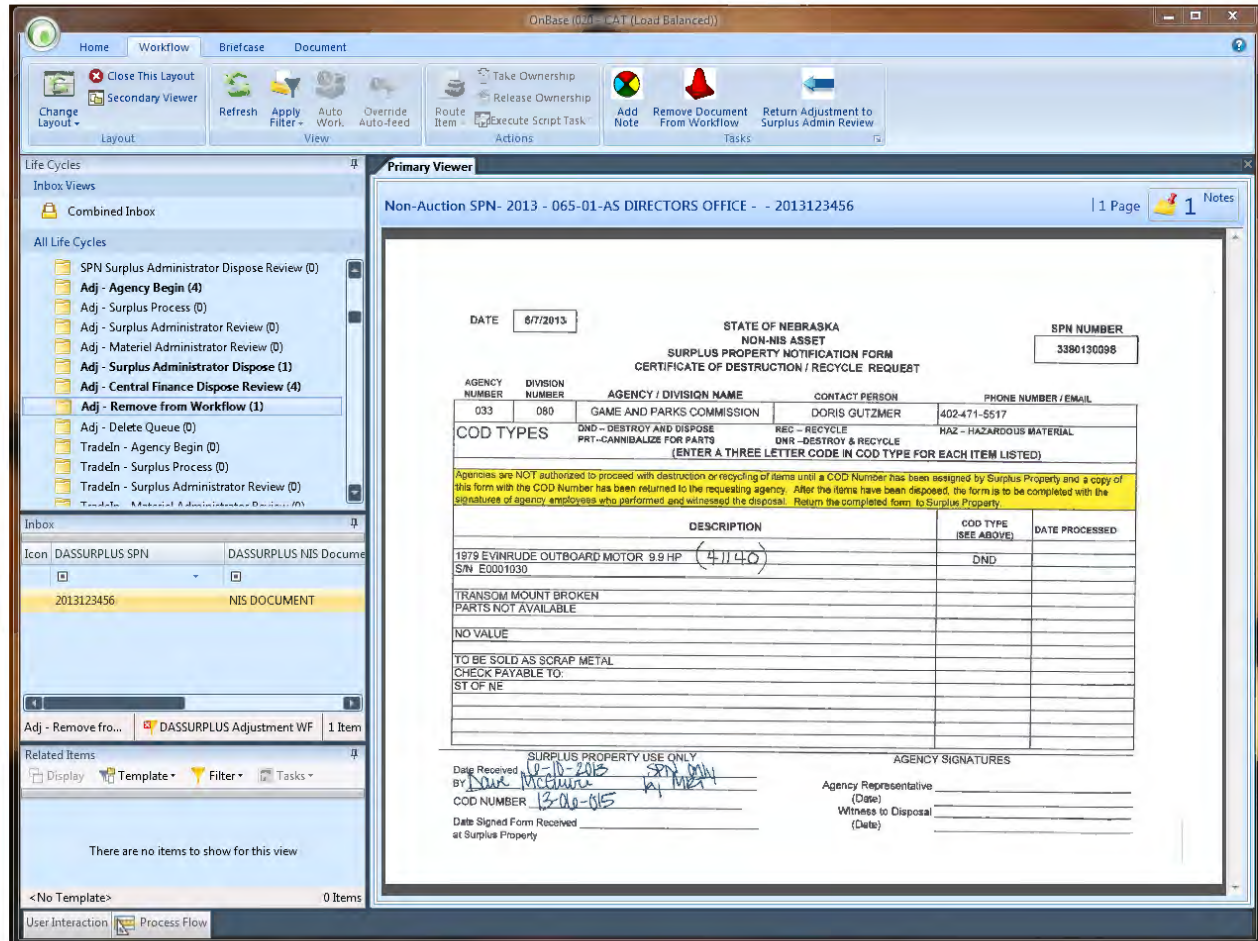 OnBase (020 - CAT (Load Balanced))
Home Workflow Briefcase Document
Change Layout
Close This Layout
Secondary Viewer
Layout
Refresh
Apply Filter
Auto Work.
Override Auto-feed
View
Route Item
Take Ownership
Release Ownership
Execute Script Task
Actions
Add Note
Remove Document From Workflow
Return Adjustment to Surplus Admin Review
Tasks
Life Cycles
Inbox Views
Combined Inbox
All Life Cycles
SPN Surplus Administrator Dispose Review (0)
Adj - Agency Begin (4)
Adj - Surplus Process (0)
Adj - Surplus Administrator Review (0)
Adj - Materiel Administrator Review (0)
Adj - Surplus Administrator Dispose (1)
Adj - Central Finance Dispose Review (4)
Adj - Remove from Workflow (1)
Adj - Delete Queue (0)
TradeIn - Agency Begin (0)
TradeIn - Surplus Process (0)
TradeIn - Surplus Administrator Review (0)
TradeIn - Materiel Administrator Review (0)
Inbox
Icon DASSURPLUS SPN DASSURPLUS NIS Docume
2013123456 NIS DOCUMENT
Adj - Remove fro... DASSURPLUS Adjustment WF 1 Item
Related Items
Display Template Filter Tasks
There are no items to show for this view
<No Template> 0 Items
User Interaction Process Flow
Primary Viewer
Non-Auction SPN- 2013 - 065-01-AS DIRECTORS OFFICE - - 2013123456 | 1 Page 1 Notes
DATE 6/7/2013
STATE OF NEBRASKA
NON-NIS ASSET
SURPLUS PROPERTY NOTIFICATION FORM
CERTIFICATE OF DESTRUCTION / RECYCLE REQUEST
SPN NUMBER
3380130098
AGENCY NUMBER DIVISION NUMBER AGENCY / DIVISION NAME CONTACT PERSON PHONE NUMBER / EMAIL
033 080 GAME AND PARKS COMMISSION DORIS GUTZMER 402-471-5517
COD TYPES DND – DESTROY AND DISPOSE REC – RECYCLE HAZ – HAZARDOUS MATERIAL
PRT–CANNIBALIZE FOR PARTS DNR –DESTROY & RECYCLE
(ENTER A THREE LETTER CODE IN COD TYPE FOR EACH ITEM LISTED)
Agencies are NOT authorized to proceed with destruction or recycling of items until a COD Number has been assigned by Surplus Property and a copy of
this form with the COD Number has been returned to the requesting agency. After the items have been disposed, the form is to be completed with the
signatures of agency employees who performed and witnessed the disposal. Return the completed form to Surplus Property.
DESCRIPTION COD TYPE (SEE ABOVE) DATE PROCESSED
1979 EVINRUDE OUTBOARD MOTOR 9.9 HP (41140) DND
S/N E0001030
TRANSOM MOUNT BROKEN
PARTS NOT AVAILABLE
NO VALUE
TO BE SOLD AS SCRAP METAL
CHECK PAYABLE TO:
ST OF NE
SURPLUS PROPERTY USE ONLY
Date Received 6-10-2013 SPN only
BY Dave McGuire by
COD NUMBER 13-06-015
Date Signed Form Received
at Surplus Property
AGENCY SIGNATURES
Agency Representative
(Date)
Witness to Disposal
(Date)